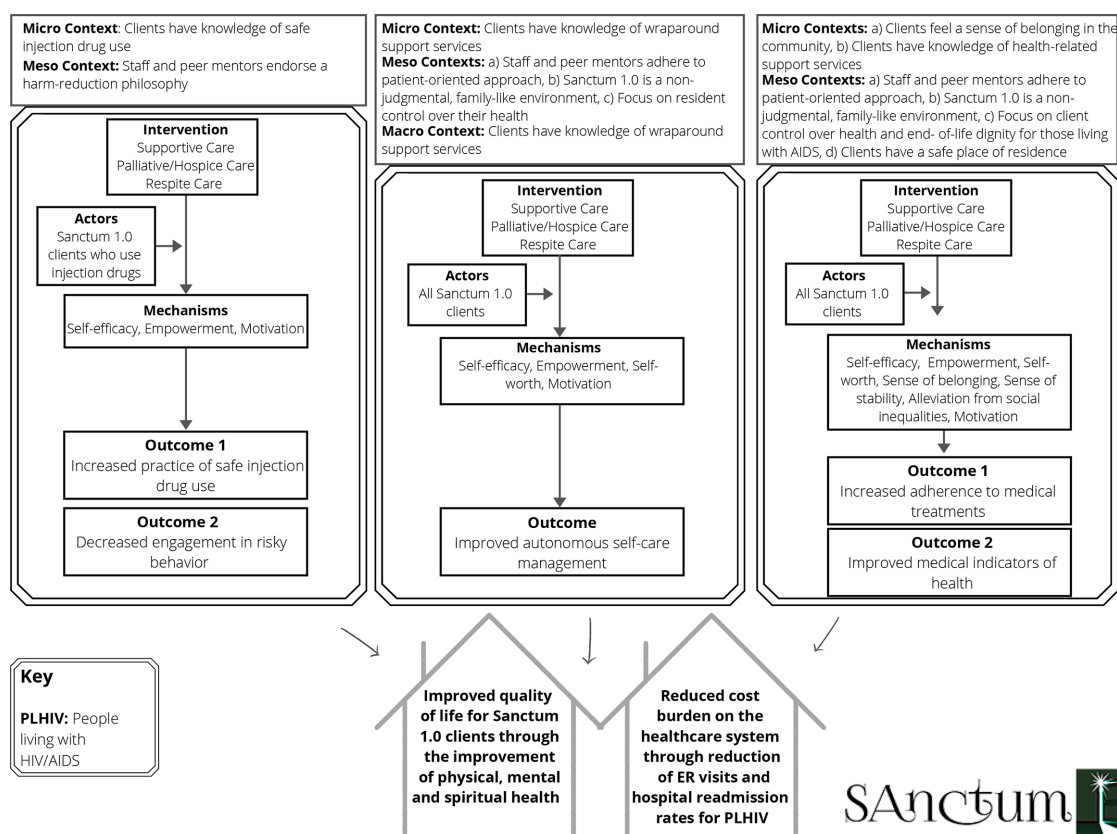 Micro Context: Clients have knowledge of safe
injection drug use
Meso Context: Staff and peer mentors endorse a
harm-reduction philosophy
Intervention
Supportive Care
Palliative/Hospice Care
Respite Care
Actors
Sanctum 1.0
clients who use
injection drugs
Mechanisms
Self-efficacy, Empowerment, Motivation
Outcome 1
Increased practice of safe injection
drug use
Outcome 2
Decreased engagement in risky
behavior
Micro Context: Clients have knowledge of wraparound
support services
Meso Contexts: a) Staff and peer mentors adhere to
patient-oriented approach, b) Sanctum 1.0 is a non-
judgmental, family-like environment, c) Focus on resident
control over their health
Macro Context: Clients have knowledge of wraparound
support services
Intervention
Supportive Care
Palliative/Hospice Care
Respite Care
Actors
All Sanctum 1.0
clients
Mechanisms
Self-efficacy, Empowerment, Self-
worth, Motivation
Outcome
Improved autonomous self-care
management
Micro Contexts: a) Clients feel a sense of belonging in the
community, b) Clients have knowledge of health-related
support services
Meso Contexts: a) Staff and peer mentors adhere to
patient-oriented approach, b) Sanctum 1.0 is a non-
judgmental, family-like environment, c) Focus on client
control over health and end- of-life dignity for those living
with AIDS, d) Clients have a safe place of residence
Intervention
Supportive Care
Palliative/Hospice Care
Respite Care
Actors
All Sanctum 1.0
clients
Mechanisms
Self-efficacy, Empowerment, Self-
worth, Sense of belonging, Sense of
stability, Alleviation from social
inequalities, Motivation
Outcome 1
Increased adherence to medical
treatments
Outcome 2
Improved medical indicators of
health
Key
PLHIV: People
living with
HIV/AIDS
Improved quality
of life for Sanctum
1.0 clients through
the improvement
of physical, mental
and spiritual health
Reduced cost
burden on the
healthcare system
through reduction
of ER visits and
hospital readmission
rates for PLHIV
SAnctum